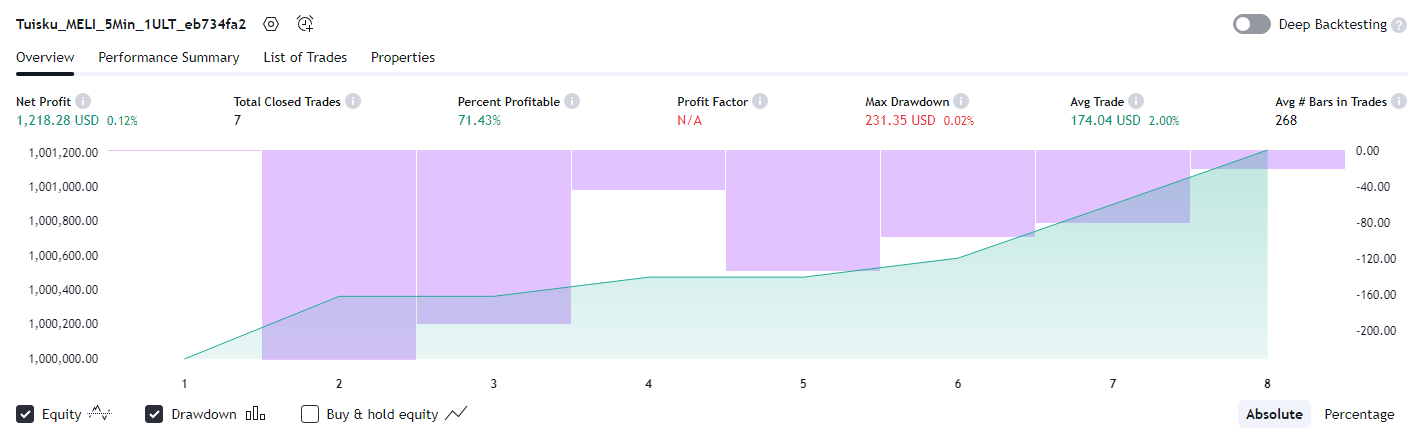 Tuisku_MELI_5Min_1ULT_eb734fa2
Deep Backtesting ?
Overview Performance Summary List of Trades Properties
Net Profit i Total Closed Trades i Percent Profitable i Profit Factor i Max Drawdown i Avg Trade i Avg # Bars in Trades i
1,218.28 USD 0.12% 7 71.43% N/A 231.35 USD 0.02% 174.04 USD 2.00% 268
1,001,200.00 0.00
1,001,000.00 -40.00
1,000,800.00 -80.00
1,000,600.00 -120.00
1,000,400.00 -160.00
1,000,200.00 -200.00
1,000,000.00
1 2 3 4 5 6 7 8
Equity Drawdown Buy & hold equity Absolute Percentage